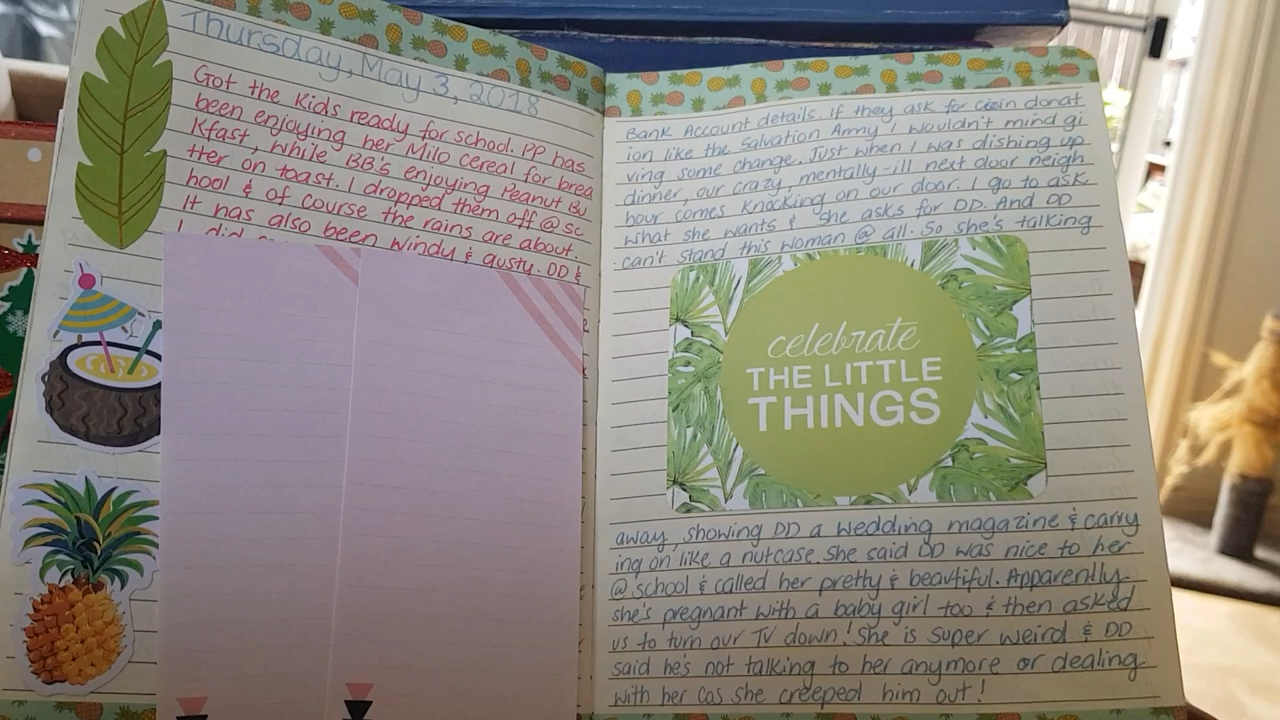 Thursday, May 3, 2018
Got the Kids ready for school. PP has
been enjoying her Milo cereal for brea
Kfast, while BB's enjoying Peanut Bu
tter on toast. I dropped them off @ sc
hool & of course the rains are about.
It has also been windy & gusty. DD &
I did
Bank Account details. If they ask for coin donat
ion like the Salvation Army I wouldn't mind gi
ving some change. Just when I was dishing up
dinner, our crazy, mentally-ill next door neigh
bour comes knocking on our door. I go to ask
what she wants & she asks for DD. And DD
can't stand this woman @ all. So she's talking
celebrate
THE LITTLE
THINGS
away, showing DD a wedding magazine & carry
ing on like a nutcase. She said DD was nice to her
@ school & called her pretty & beautiful. Apparently
she's pregnant with a baby girl too & then asked
us to turn our TV down! She is super weird & DD
said he's not talking to her anymore or dealing
with her cos she creeped him out!